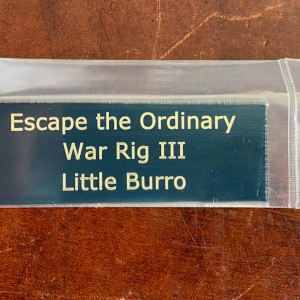 Escape the Ordinary
War Rig III
Little Burro